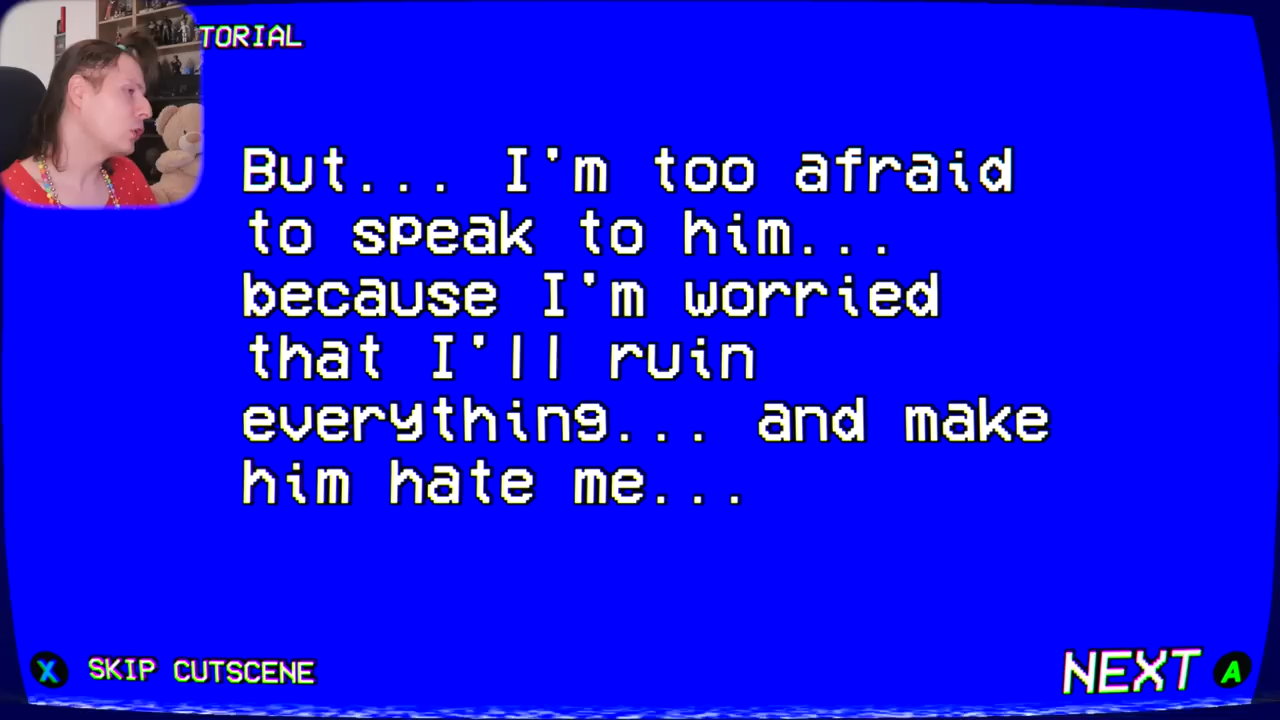 TORIAL
But... I'm too afraid
to speak to him...
because I'm worried
that I'll ruin
everything... and make
him hate me...
X SKIP CUTSCENE
NEXT A